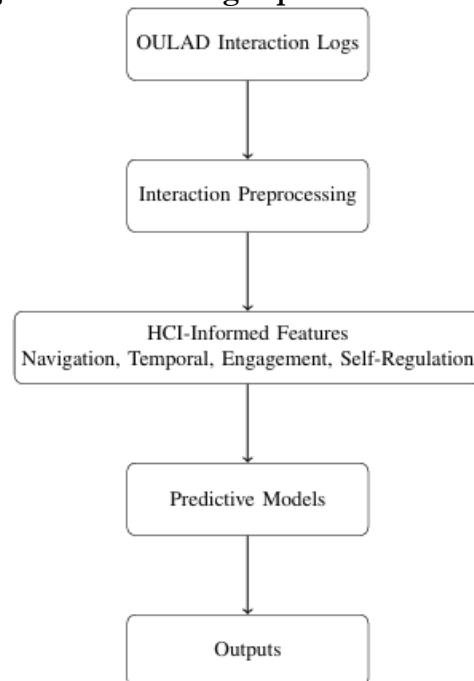 OULAD Interaction Logs
Interaction Preprocessing
HCI-Informed Features
Navigation, Temporal, Engagement, Self-Regulation
Predictive Models
Outputs